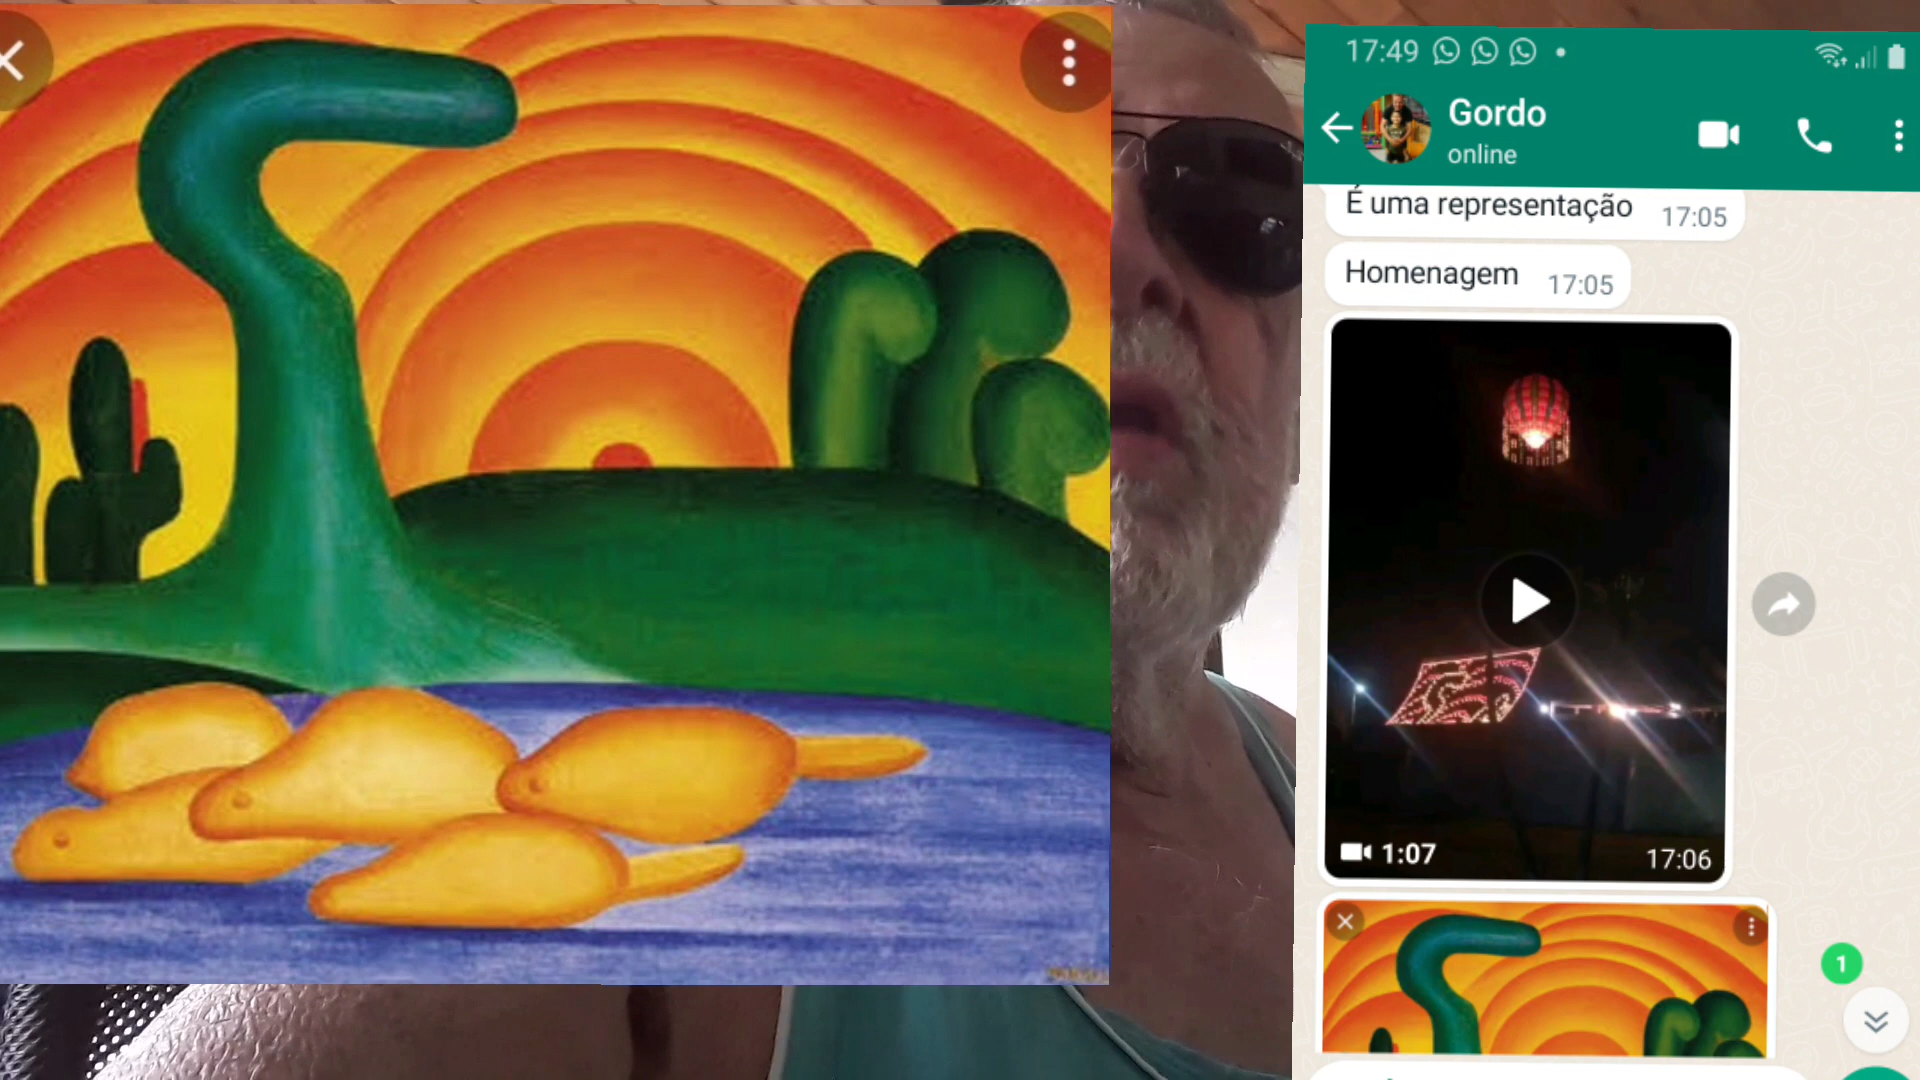 17:49
Gordo
online
É uma representação 17:05
Homenagem 17:05
1:07 17:06
1